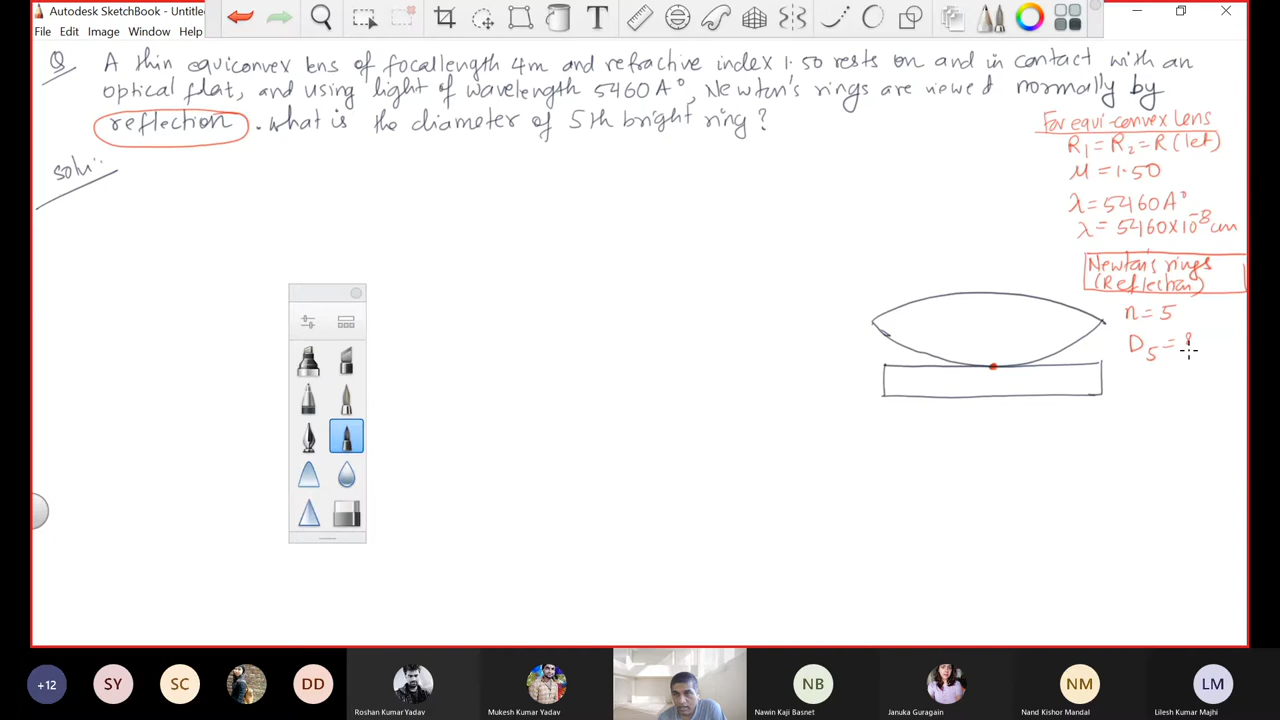 Autodesk SketchBook - Untitle
File Edit Image Window Help
Q A thin equiconvex lens of focal length 4m and refractive index 1.50 rests on and in contact with an
optical flat, and using light of wavelength 5460 A°, Newton's rings are viewed normally by
reflection. what is the diameter of 5th bright ring?
soln:
For equi-convex Lens
R1 = R2 = R (let)
μ = 1.50
λ = 5460A°
λ = 5460x10^-8 cm
Newton's rings
(Reflection)
n = 5
D5 = ?
+12
SY
SC
DD
NB
NM
LM
Roshan Kumar Yadav
Mukesh Kumar Yadav
Nawin Kaji Basnet
Januka Guragain
Nand Kishor Mandal
Lilesh Kumar Majhi